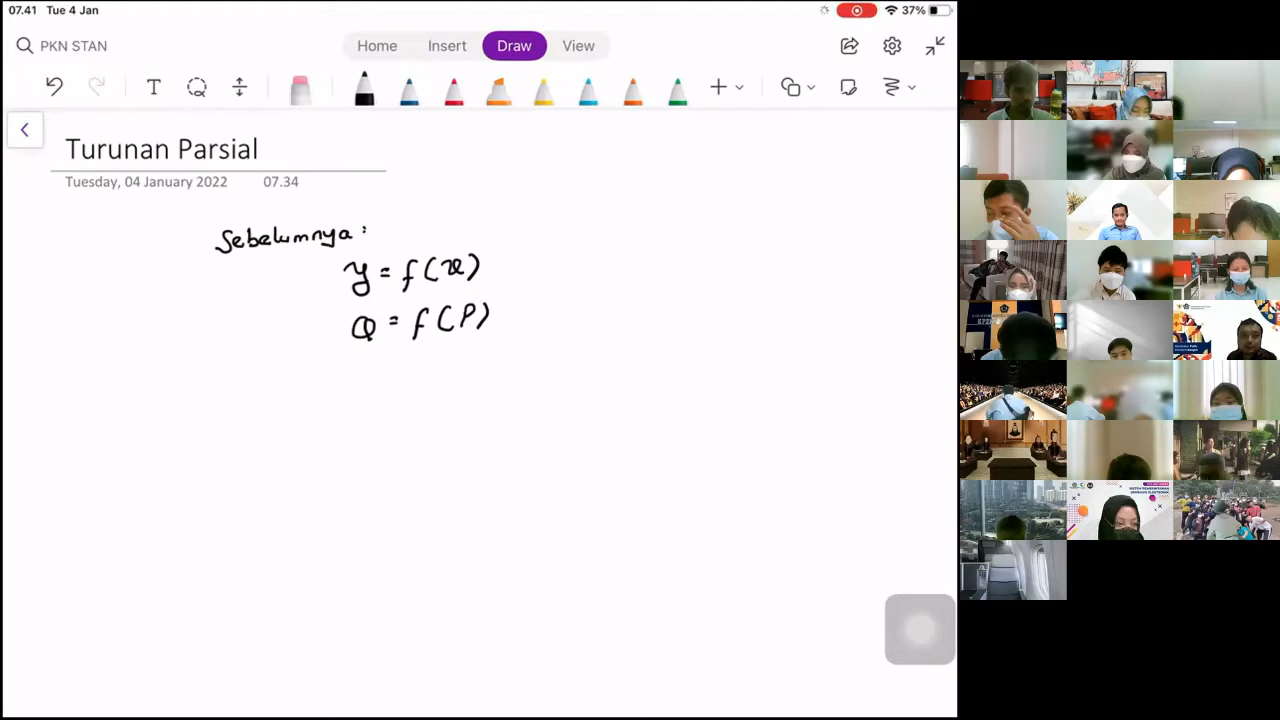 07.41 Tue 4 Jan
37%
PKN STAN
Home Insert Draw View
T
Turunan Parsial
Tuesday, 04 January 2022 07.34
Sebelumnya:
y = f(x)
Q = f(P)